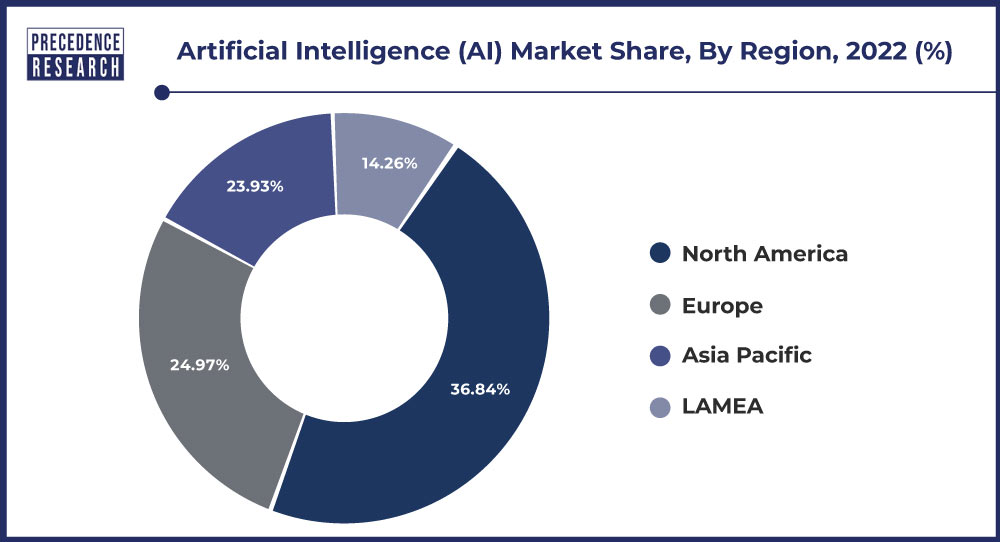 PRECEDENCE
RESEARCH
Artificial Intelligence (AI) Market Share, By Region, 2022 (%)
14.26%
23.93%
24.97%
36.84%
North America
Europe
Asia Pacific
LAMEA